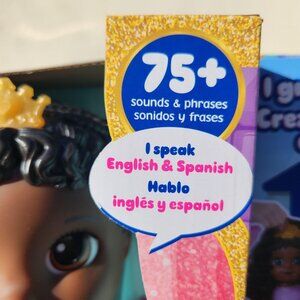 75+
sounds & phrases
sonidos y frases
I speak
English & Spanish
Hablo
inglés y español